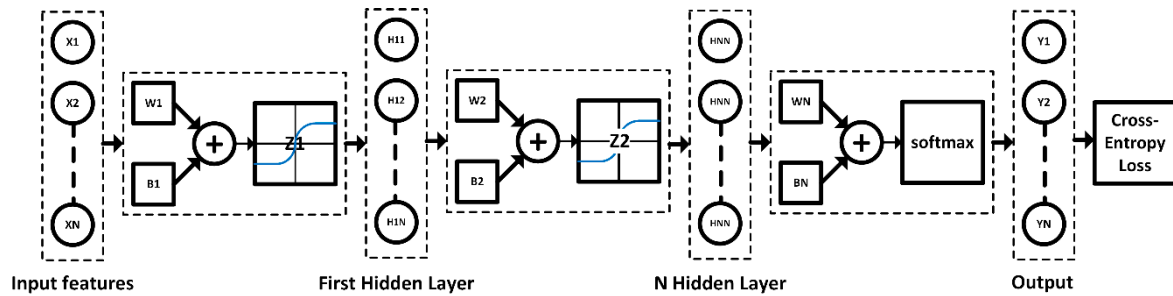 X1
X2
XN
Input features
W1
B1
+
Z1
H11
H12
H1N
First Hidden Layer
W2
B2
+
Z2
HNN
HNN
HNN
N Hidden Layer
WN
BN
+
softmax
Y1
Y2
YN
Output
Cross-
Entropy
Loss